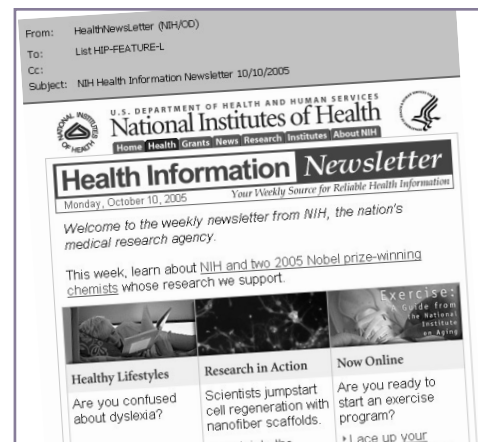 From: HealthNewsLetter (NIH/OD)
To: List HIP-FEATURE-L
Cc:
Subject: NIH Health Information Newsletter 10/10/2005
U.S. DEPARTMENT OF HEALTH AND HUMAN SERVICES
National Institutes of Health
Home Health Grants News Research Institutes About NIH
NATIONAL INSTITUTES OF HEALTH
Health Information Newsletter
Monday, October 10, 2005 Your Weekly Source for Reliable Health Information
Welcome to the weekly newsletter from NIH, the nation's
medical research agency.
This week, learn about NIH and two 2005 Nobel prize-winning
chemists whose research we support.
Exercise:
A Guide from
the National
Institute
on Aging
Healthy Lifestyles
Are you confused
about dyslexia?
Research in Action
Scientists jumpstart
cell regeneration with
nanofiber scaffolds.
Now Online
Are you ready to
start an exercise
program?
Lace up your